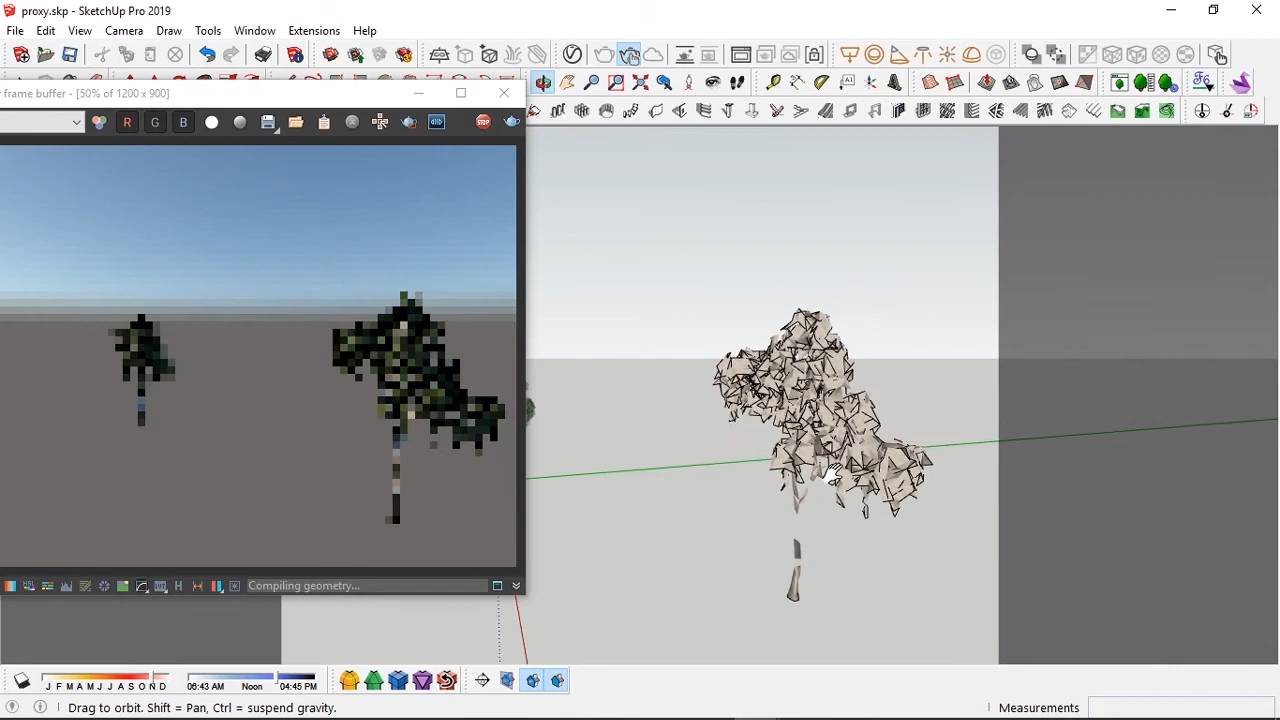 proxy.skp - SketchUp Pro 2019
File Edit View Camera Draw Tools Window Extensions Help
frame buffer - [50% of 1200 x 900]
R G B
Compiling geometry...
J F M A M J J A S O N D
06:43 AM Noon 04:45 PM
Drag to orbit. Shift = Pan, Ctrl = suspend gravity.
Measurements